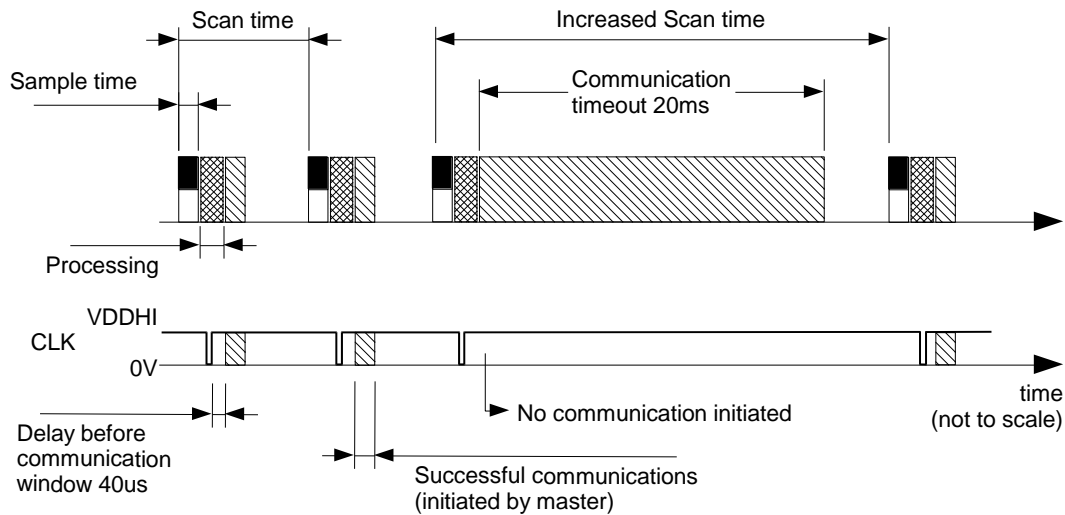 Scan time
Increased Scan time
Sample time
Communication
timeout 20ms
Processing
VDDHI
CLK
0V
No communication initiated
time
(not to scale)
Delay before
communication
window 40us
Successful communications
(initiated by master)